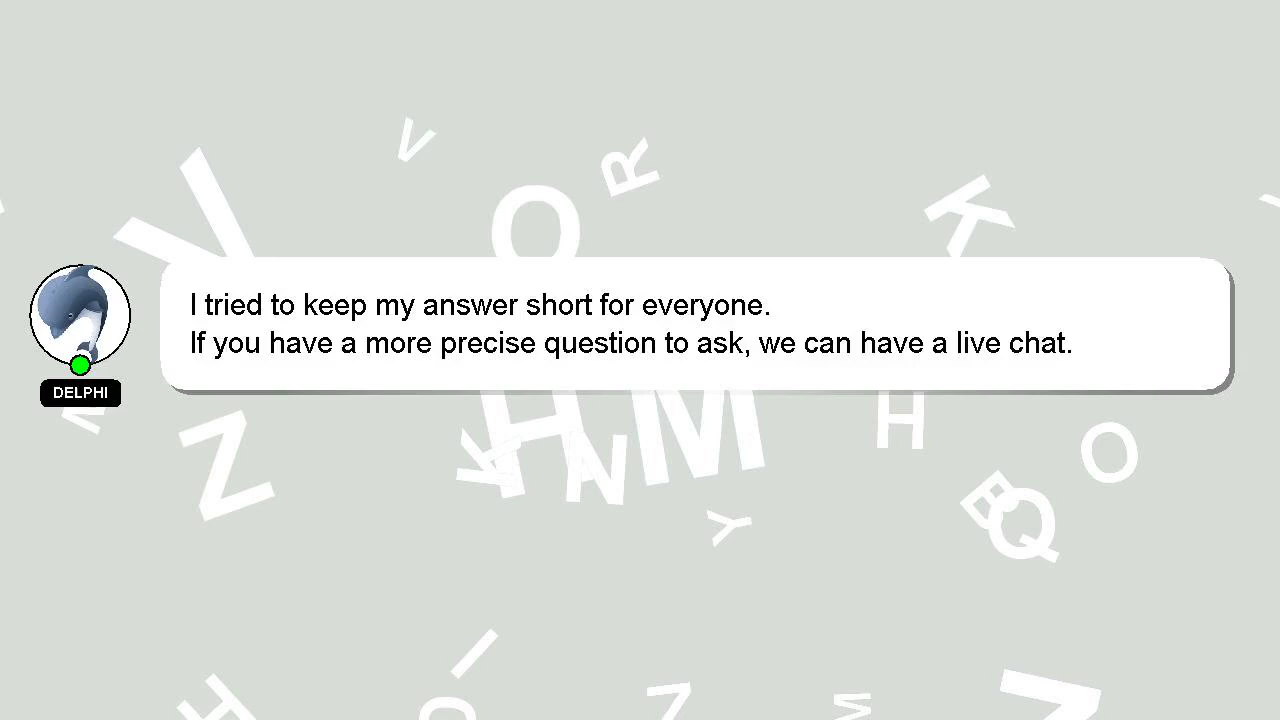 I tried to keep my answer short for everyone.
If you have a more precise question to ask, we can have a live chat.
DELPHI
V
R
O
K
V
N
Z
H
M
K
N
H
O
B
Q
Y
I
H
O
N
M